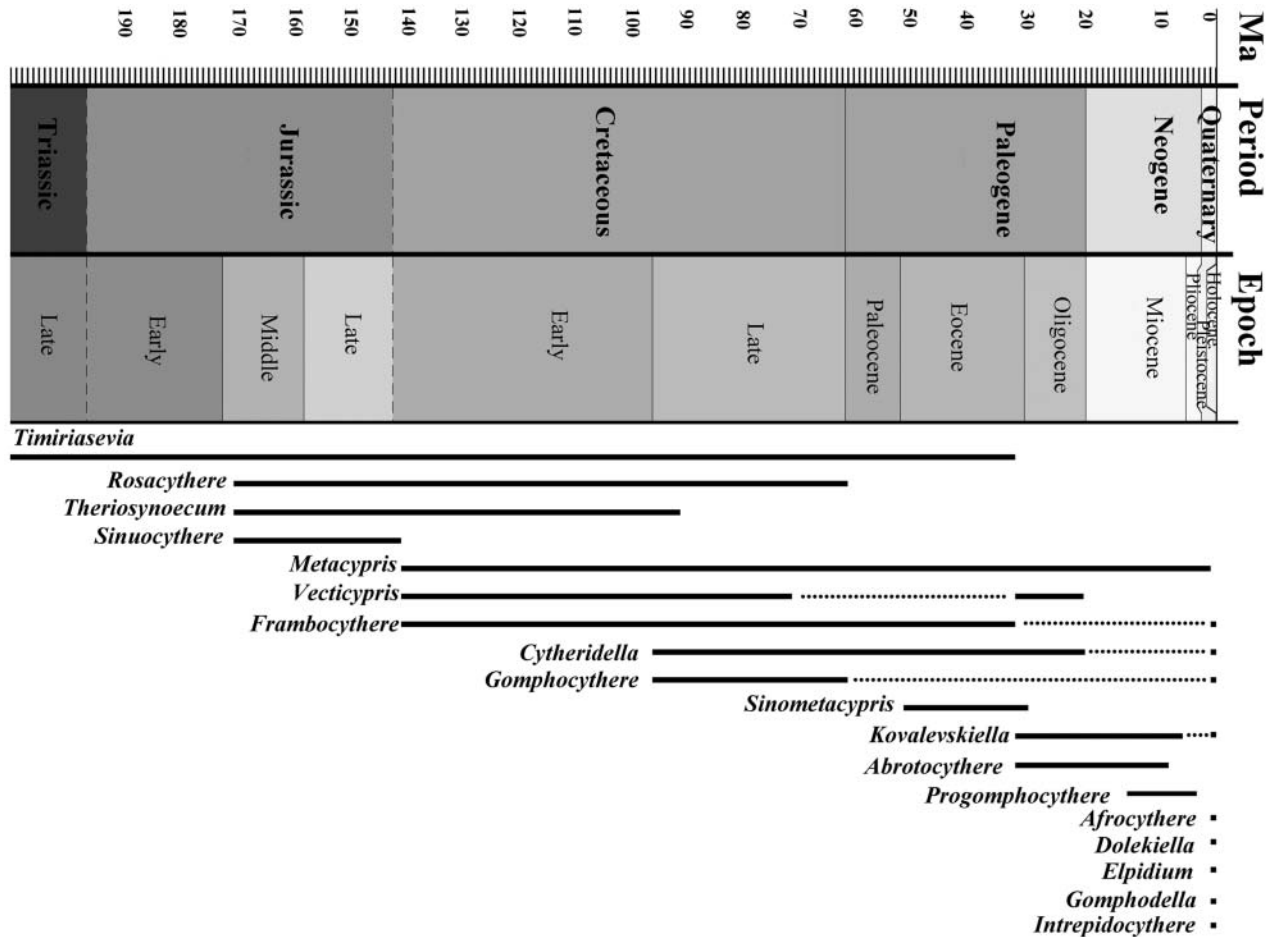 190 180 170 160 150 140 130 120 110 100 90 80 70 60 50 40 30 20 10 0 Ma
Triassic Jurassic Cretaceous Paleogene Neogene Quaternary Period
Late Early Middle Late Early Late Paleocene Eocene Oligocene Miocene Pliocene Pleistocene Holocene Epoch
Timiriasevia
Rosacythere
Theriosynoecum
Sinuocythere
Metacypris
Vecticypris
Frambocythere
Cytheridella
Gomphocythere
Sinometacypris
Kovalevskiella
Abrotocythere
Progomphocythere
Afrocythere
Dolekiella
Elpidium
Gomphodella
Intrepidocythere